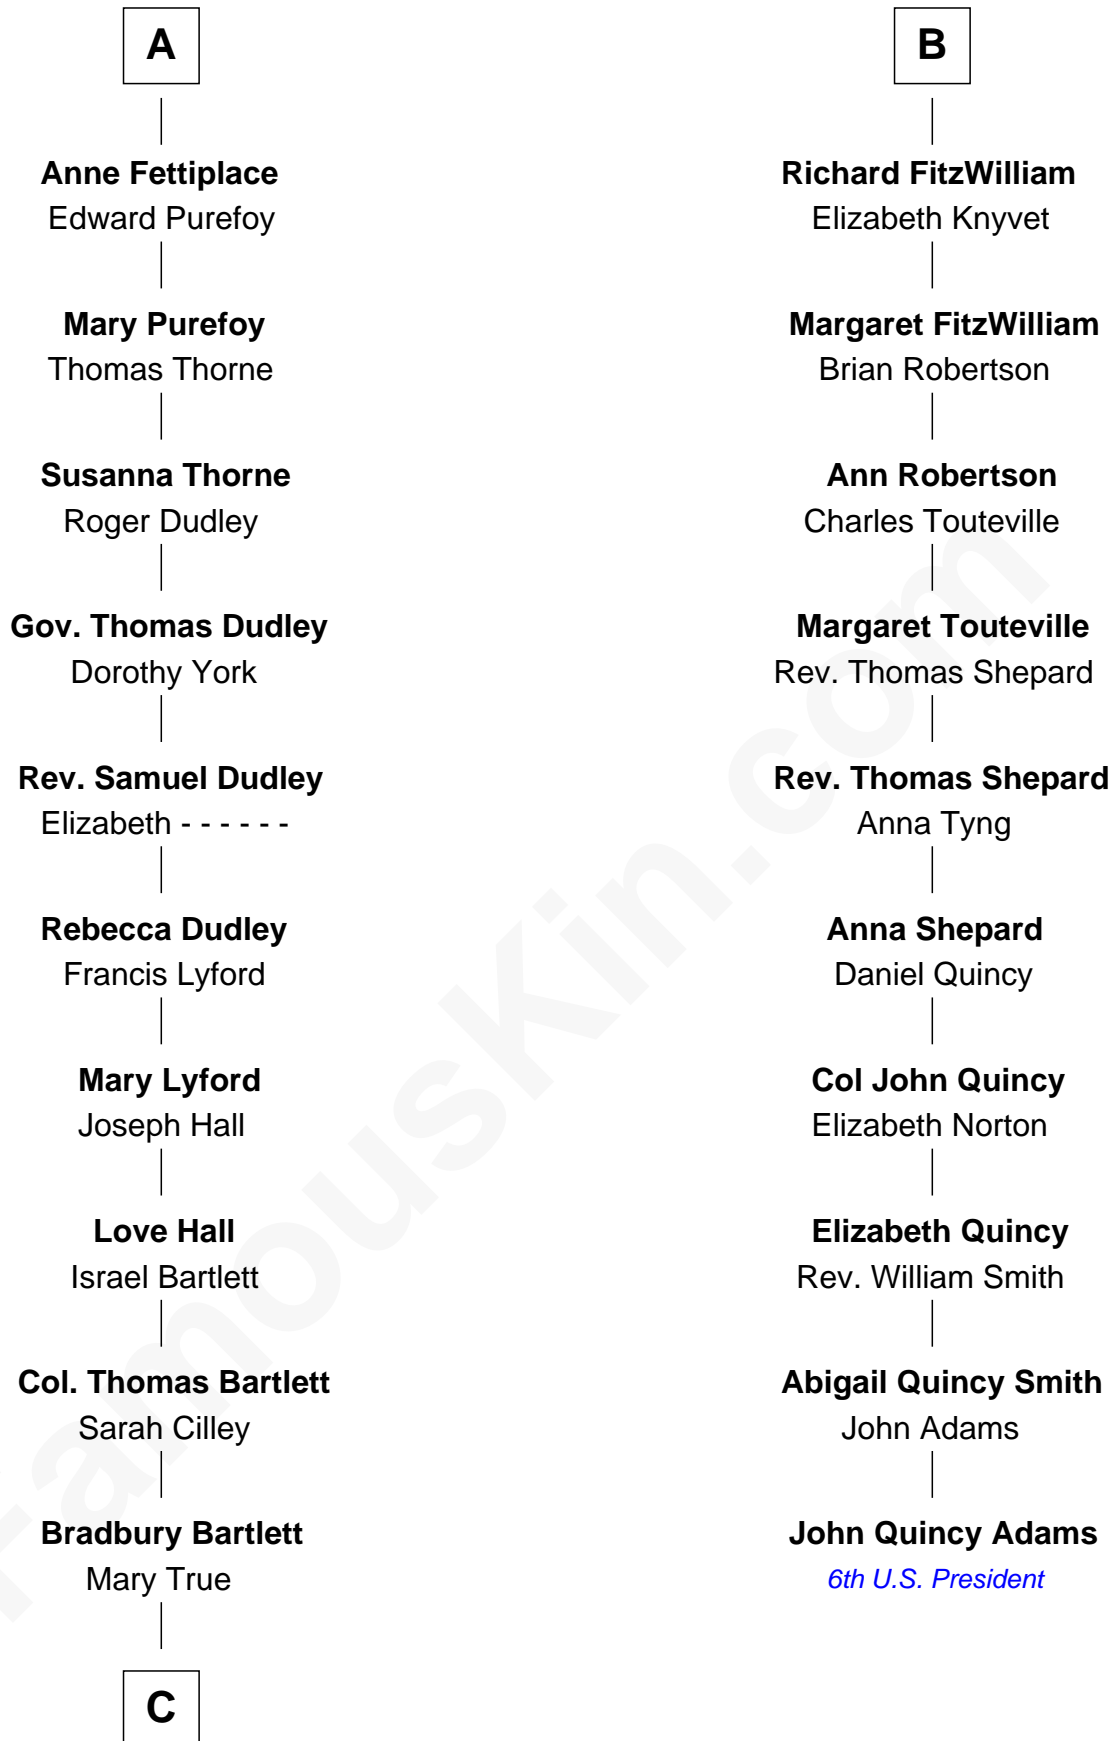 A
Anne Fettiplace
Edward Purefoy
Mary Purefoy
Thomas Thorne
Susanna Thorne
Roger Dudley
Gov. Thomas Dudley
Dorothy York
Rev. Samuel Dudley
Elizabeth - - - - - -
Rebecca Dudley
Francis Lyford
Mary Lyford
Joseph Hall
Love Hall
Israel Bartlett
Col. Thomas Bartlett
Sarah Cilley
Bradbury Bartlett
Mary True
C
B
Richard FitzWilliam
Elizabeth Knyvet
Margaret FitzWilliam
Brian Robertson
Ann Robertson
Charles Touteville
Margaret Touteville
Rev. Thomas Shepard
Rev. Thomas Shepard
Anna Tyng
Anna Shepard
Daniel Quincy
Col John Quincy
Elizabeth Norton
Elizabeth Quincy
Rev. William Smith
Abigail Quincy Smith
John Adams
John Quincy Adams
6th U.S. President
FamousKin.com